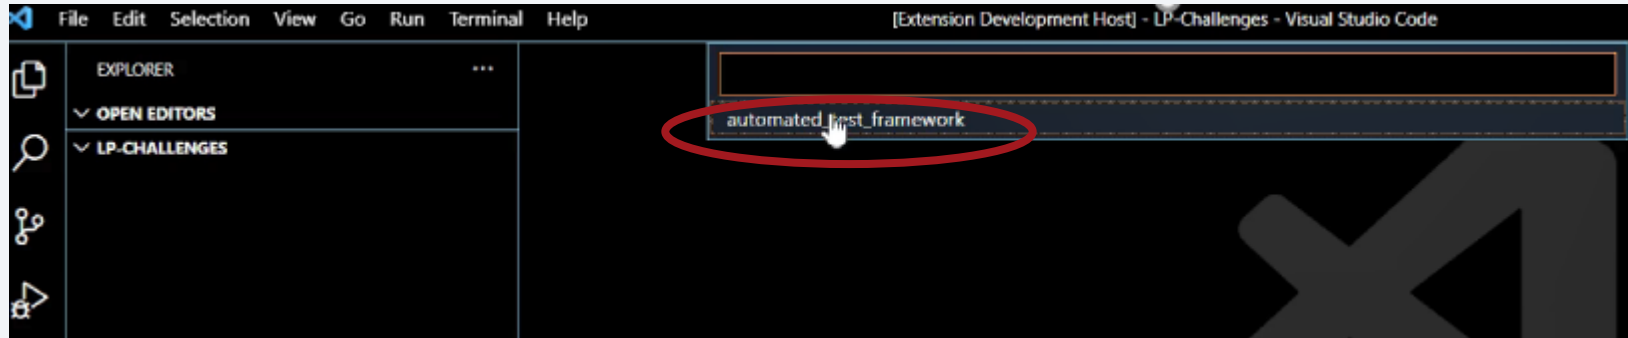 File Edit Selection View Go Run Terminal Help [Extension Development Host] - LP-Challenges - Visual Studio Code
EXPLORER ...
OPEN EDITORS
automated_test_framework
LP-CHALLENGES